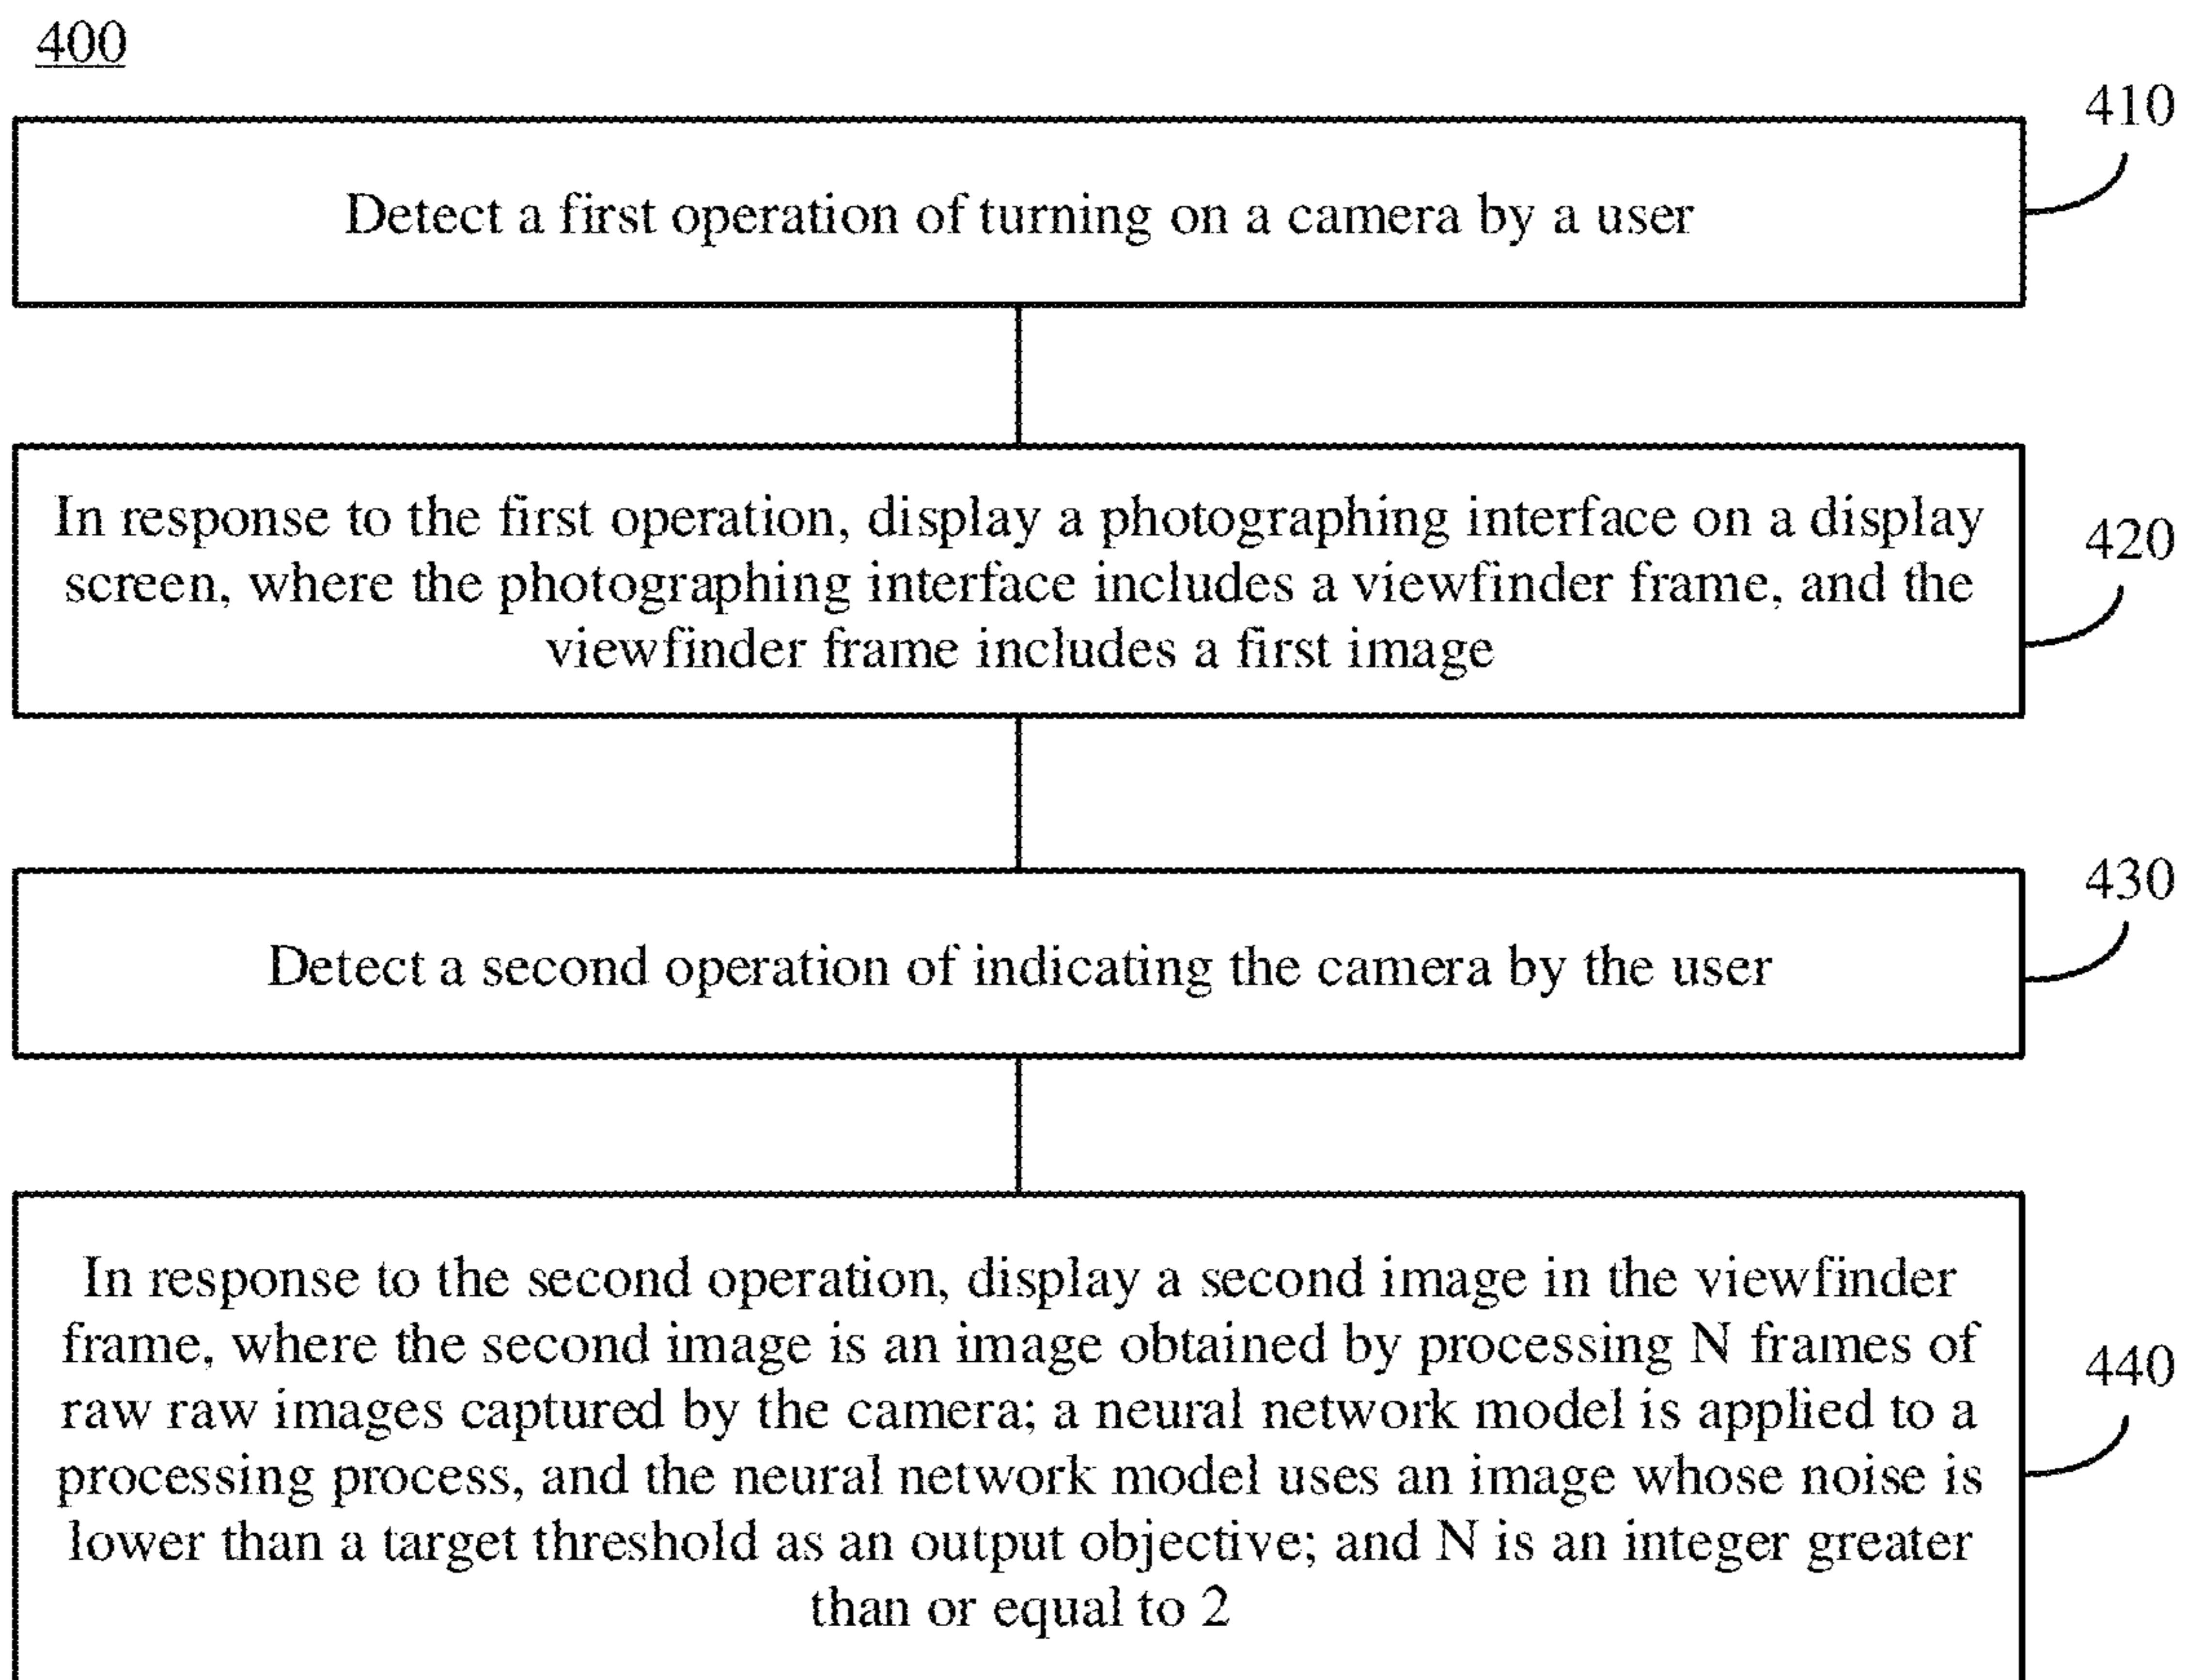 400
410
Detect a first operation of turning on a camera by a user
In response to the first operation, display a photographing interface on a display
screen, where the photographing interface includes a viewfinder frame, and the
viewfinder frame includes a first image
420
430
Detect a second operation of indicating the camera by the user
In response to the second operation, display a second image in the viewfinder
frame, where the second image is an image obtained by processing N frames of
raw raw images captured by the camera; a neural network model is applied to a
processing process, and the neural network model uses an image whose noise is
lower than a target threshold as an output objective; and N is an integer greater
than or equal to 2
440